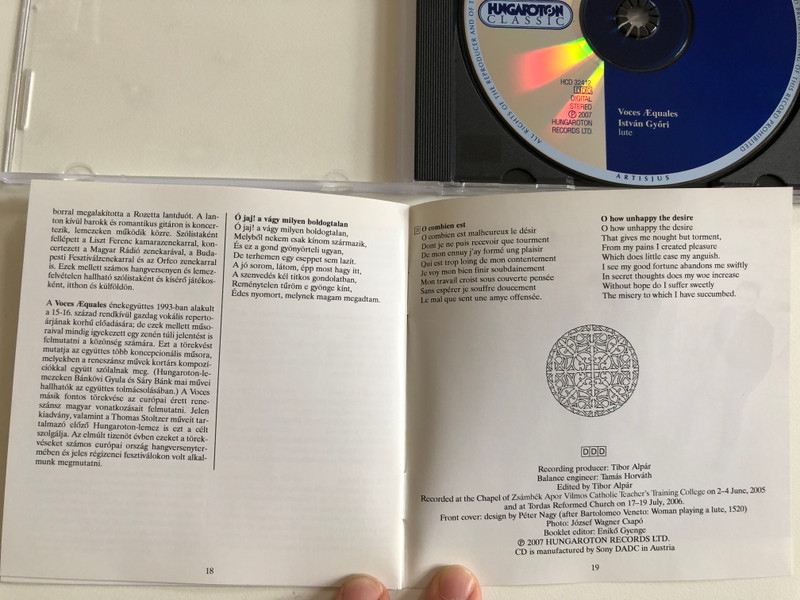 HUNGAROTON
CLASSIC
HCD 32412
DDD
DIGITAL
STEREO
℗ 2007
HUNGAROTON
RECORDS LTD.
Voces Æquales
István Győri
lute
ALL RIGHTS OF THE REPRODUCER AND OF T
OF THIS RECORD PROHIBITED
ARTISJUS
borral megalakította a Rozetta lantduót. A lan-
ton kívül barokk és romantikus gitáron is koncer-
tezik, lemezeken működik közre. Szólistaként
fellépett a Liszt Ferenc kamarazenekarral, kon-
certezett a Magyar Rádió zenekarával, a Buda-
pesti Fesztiválzenekarral és az Orfeo zenekarral
is. Ezek mellett számos hangversenyen és lemez-
felvételen hallható szólistaként és kísérő játékos-
ként, itthon és külföldön.
A Voces Æquales énekegyüttes 1993-ban alakult
a 15-16. század rendkívül gazdag vokális reperto-
árjának korhű előadására; de ezek mellett műso-
raival mindig igyekezett egy zenén túli jelentést is
felmutatni a közönség számára. Ezt a törekvést
mutatja az együttes több koncepcionális műsora,
melyekben a reneszánsz művek kortárs kompozí-
ciókkal együtt szólalnak meg. (Hungaroton-le-
mezeken Bánkövi Gyula és Sáry Bánk mai művei
hallhatók az együttes tolmácsolásában.) A Voces
másik fontos törekvése az európai érett rene-
szánsz magyar vonatkozásait felmutatni. Jelen
kiadvány, valamint a Thomas Stoltzer műveit tar-
talmazó előző Hungaroton-lemez is ezt a célt
szolgálja. Az elmúlt tizenöt évben ezeket a törek-
véseket számos európai ország hangversenyter-
mében és jeles régizenei fesztiválokon volt alkal-
munk megmutatni.
Ó jaj! a vágy milyen boldogtalan
Ó jaj! a vágy milyen boldogtalan,
Melyből nekem csak kínom származik,
És ez a gond gyönyörteli ugyan,
De terhemen egy cseppet sem lazít.
A jó sorom, látom, épp most hagy itt,
A szenvedés kél titkos gondolatban,
Reménytelen tűröm e gyönge kínt,
Édes nyomort, melynek magam megadtam.
18
O combien est
O combien est malheureux le désir
Dont je ne puis recevoir que tourment
De mon ennuy j'ay formé ung plaisir
Qui est trop loing de mon contentement
Je voy mon bien finir soubdainement
Mon travail croist sous couverte pensée
Sans espérer je souffre doucement
Le mal que sent une amye offensée.
O how unhappy the desire
O how unhappy the desire
That gives me nought but torment,
From my pains I created pleasure
Which does little ease my anguish.
I see my good fortune abandons me swiftly
In secret thoughts does my woe increase
Without hope do I suffer sweetly
The misery to which I have succumbed.
DDD
Recording producer: Tibor Alpár
Balance engineer: Tamás Horváth
Edited by Tibor Alpár
Recorded at the Chapel of Zsámbék Apor Vilmos Catholic Teacher's Training College on 2–4 June, 2005
and at Tordas Reformed Church on 17–19 July, 2006.
Front cover: design by Péter Nagy (after Bartolomeo Veneto: Woman playing a lute, 1520)
Photo: József Wagner Csapó
Booklet editor: Enikő Gyenge
℗ 2007 HUNGAROTON RECORDS LTD.
CD is manufactured by Sony DADC in Austria
19